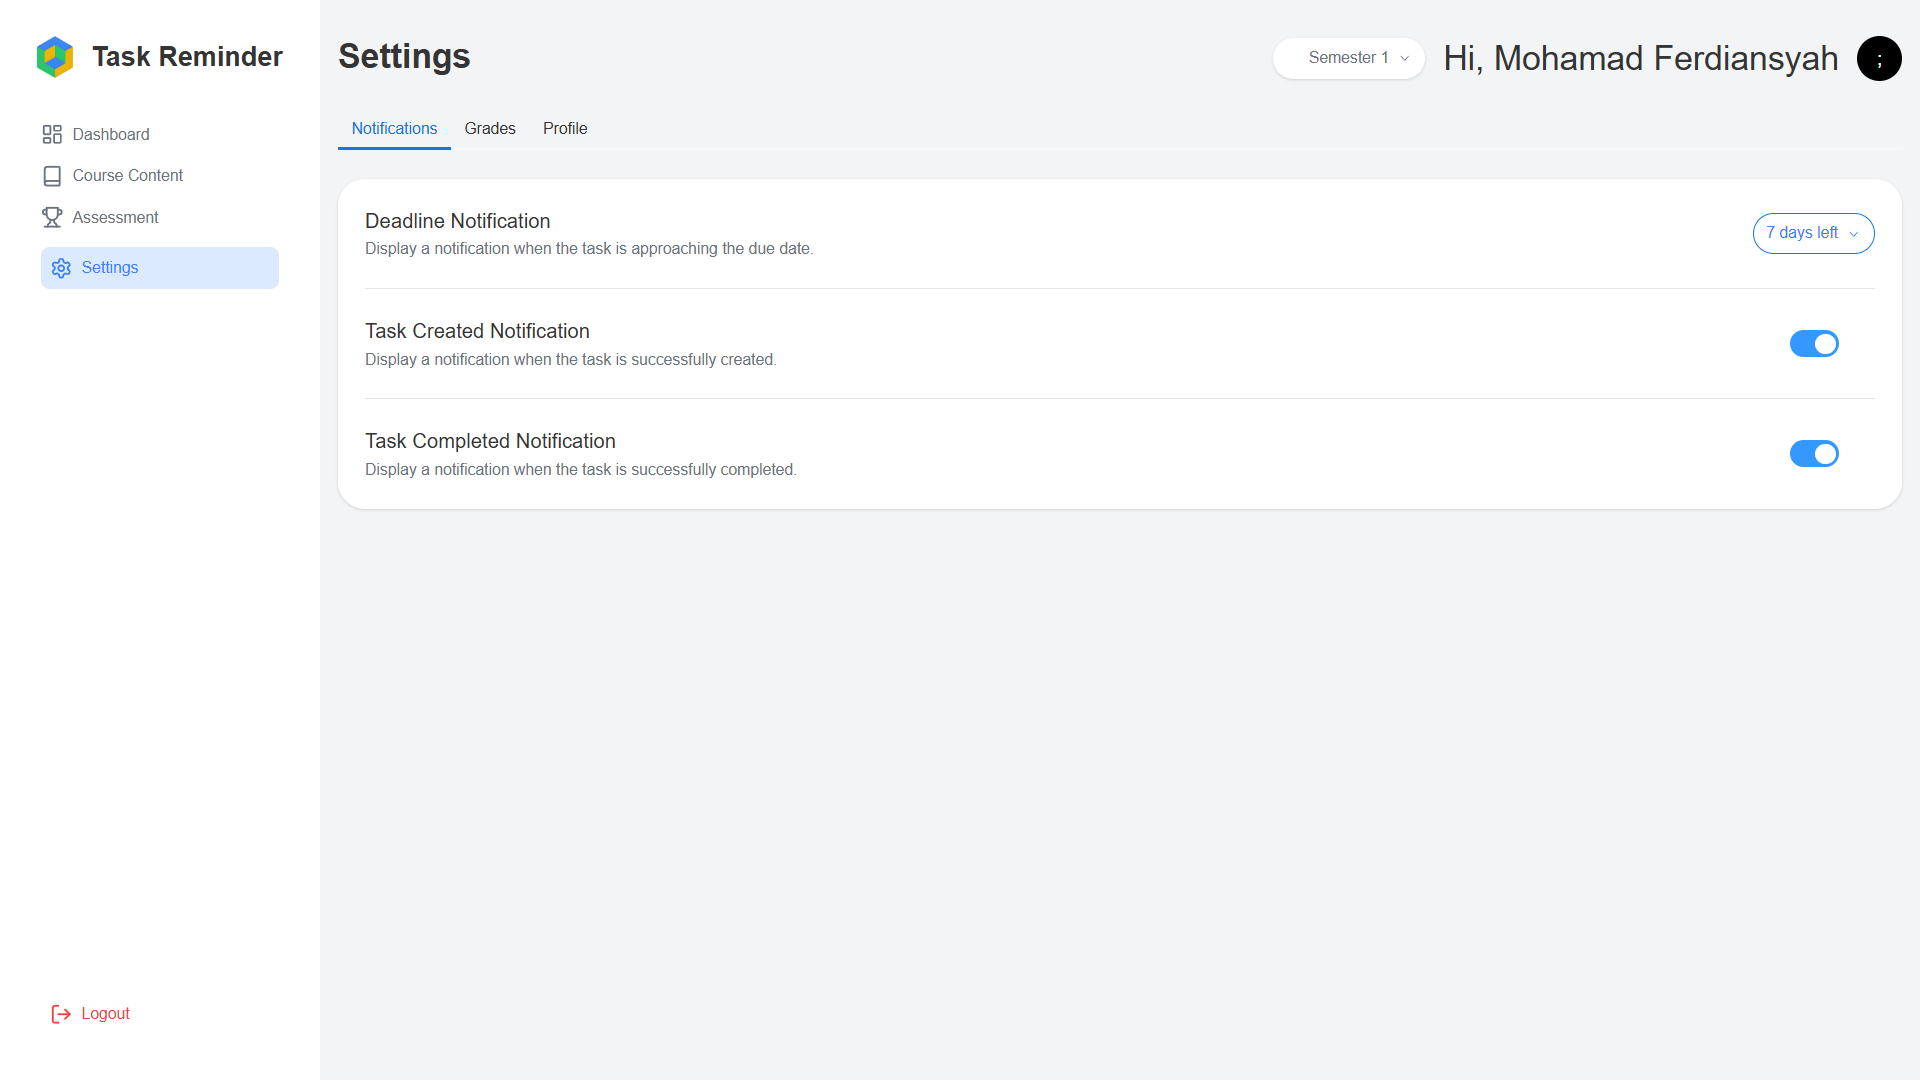 Task Reminder
Dashboard
Course Content
Assessment
Settings
Logout
Settings
Semester 1
Hi, Mohamad Ferdiansyah
;
Notifications
Grades
Profile
Deadline Notification
Display a notification when the task is approaching the due date.
7 days left
Task Created Notification
Display a notification when the task is successfully created.
Task Completed Notification
Display a notification when the task is successfully completed.